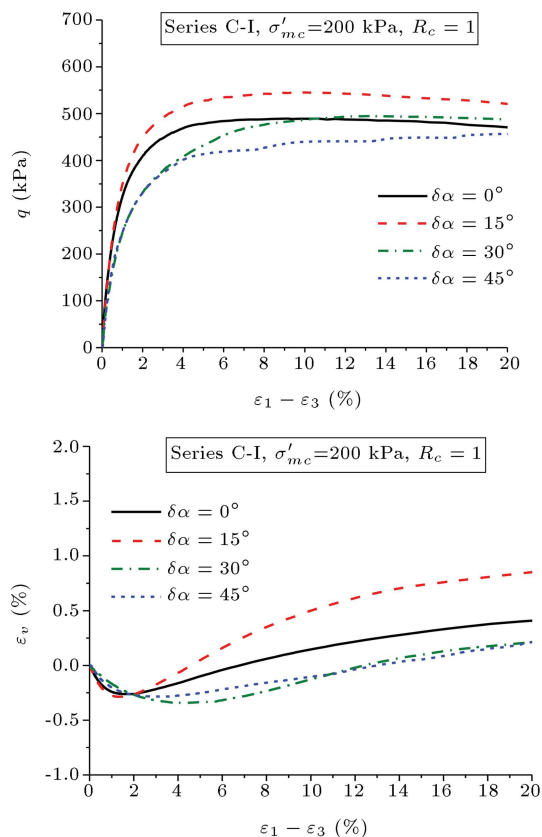 Series C-I, σ′mc=200 kPa, Rc = 1
700
600
500
400
300
200
100
0
q (kPa)
δα = 0°
δα = 15°
δα = 30°
δα = 45°
0 2 4 6 8 10 12 14 16 18 20
ε1 − ε3 (%)
Series C-I, σ′mc=200 kPa, Rc = 1
2.0
1.5
1.0
0.5
0.0
-0.5
-1.0
εv (%)
δα = 0°
δα = 15°
δα = 30°
δα = 45°
0 2 4 6 8 10 12 14 16 18 20
ε1 − ε3 (%)